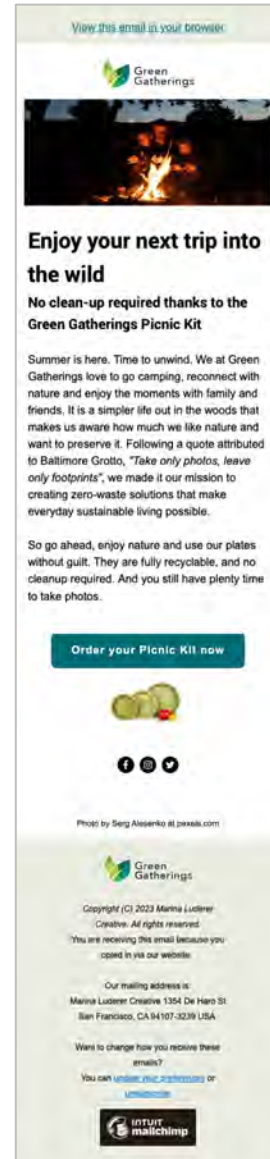 View this email in your browser
Green
Gatherings
Enjoy your next trip into
the wild
No clean-up required thanks to the
Green Gatherings Picnic Kit
Summer is here. Time to unwind. We at Green
Gatherings love to go camping, reconnect with
nature and enjoy the moments with family and
friends. It is a simpler life out in the woods that
makes us aware how much we like nature and
want to preserve it. Following a quote attributed
to Baltimore Grotto, "Take only photos, leave
only footprints", we made it our mission to
creating zero-waste solutions that make
everyday sustainable living possible.
So go ahead, enjoy nature and use our plates
without guilt. They are fully recyclable, and no
cleanup required. And you still have plenty time
to take photos.
Order your Picnic Kit now
Photo by Serg Alesenko at pexels.com
Green
Gatherings
Copyright (C) 2023 Marina Luderer
Creative. All rights reserved.
You are receiving this email because you
opted in via our website.
Our mailing address is:
Marina Luderer Creative 1354 De Haro St
San Francisco, CA 94107-3239 USA
Want to change how you receive these
emails?
You can update your preferences or
unsubscribe
INTUIT
mailchimp